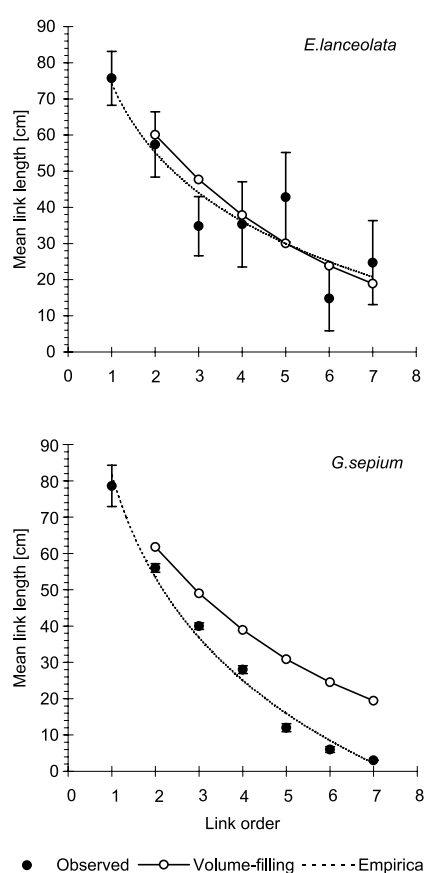 E.lanceolata
Mean link length [cm]
90
80
70
60
50
40
30
20
10
0
0 1 2 3 4 5 6 7 8
G.sepium
Mean link length [cm]
90
80
70
60
50
40
30
20
10
0
0 1 2 3 4 5 6 7 8
Link order
Observed Volume-filling Empirica